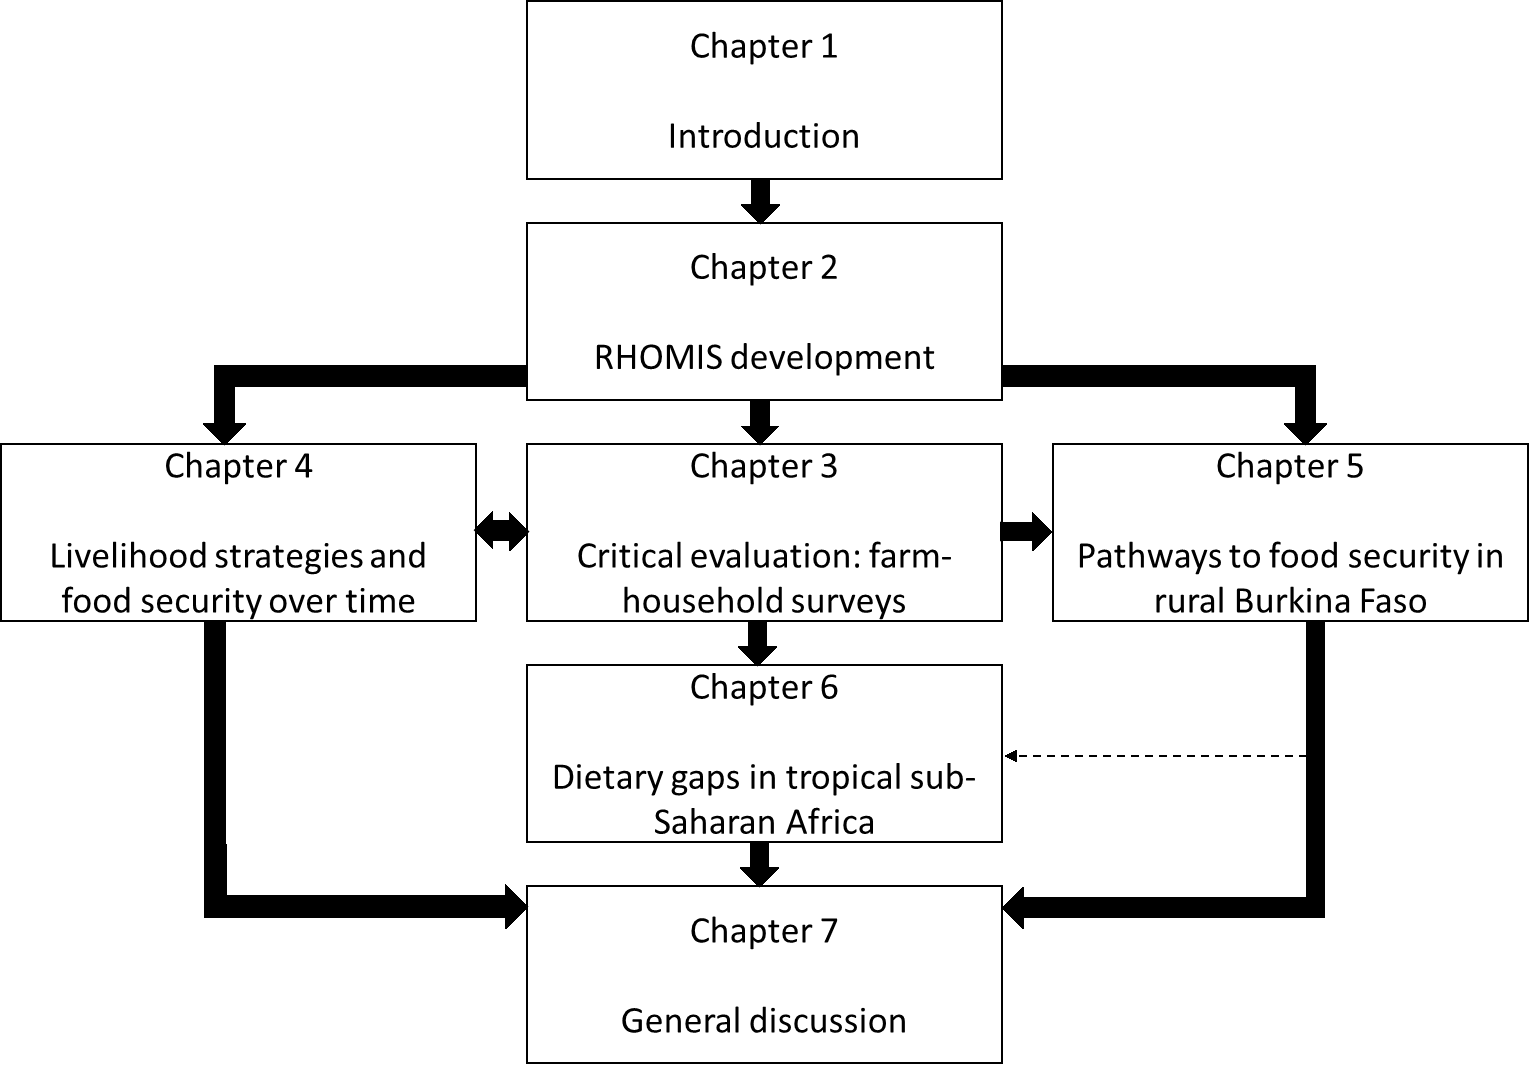 Chapter 1
Introduction
Chapter 2
RHOMIS development
Chapter 4
Livelihood strategies and
food security over time
Chapter 3
Critical evaluation: farm-
household surveys
Chapter 5
Pathways to food security in
rural Burkina Faso
Chapter 6
Dietary gaps in tropical sub-
Saharan Africa
Chapter 7
General discussion